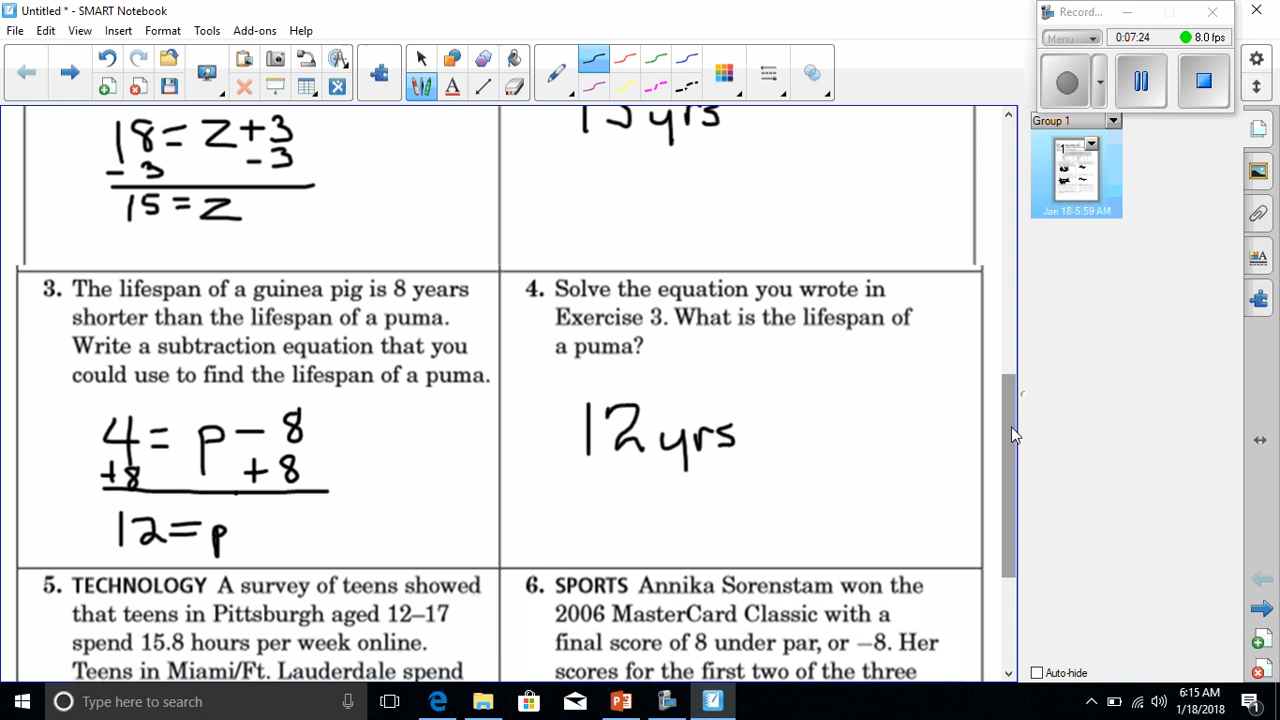 Untitled * - SMART Notebook
File Edit View Insert Format Tools Add-ons Help
Record...
Menu
0:07:24
8.0 fps
Group 1
1
Jan 18-5:59 AM
18 = z + 3
- 3 - 3
15 = z
15 yrs
3. The lifespan of a guinea pig is 8 years
shorter than the lifespan of a puma.
Write a subtraction equation that you
could use to find the lifespan of a puma.
4 = p - 8
+8 +8
12 = p
4. Solve the equation you wrote in
Exercise 3. What is the lifespan of
a puma?
12 yrs
5. TECHNOLOGY A survey of teens showed
that teens in Pittsburgh aged 12–17
spend 15.8 hours per week online.
Teens in Miami/Ft. Lauderdale spend
6. SPORTS Annika Sorenstam won the
2006 MasterCard Classic with a
final score of 8 under par, or −8. Her
scores for the first two of the three
Auto-hide
Type here to search
6:15 AM
1/18/2018
1